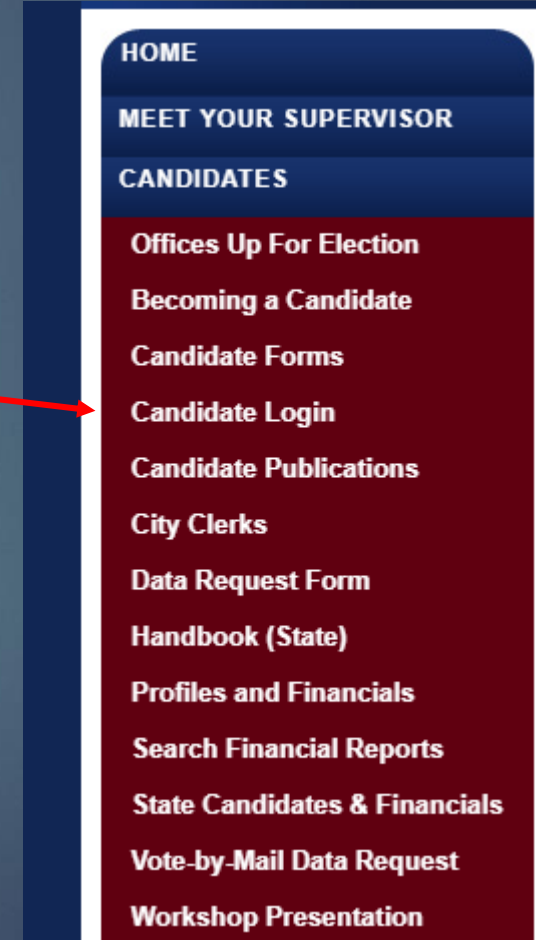 HOME
MEET YOUR SUPERVISOR
CANDIDATES
Offices Up For Election
Becoming a Candidate
Candidate Forms
Candidate Login
Candidate Publications
City Clerks
Data Request Form
Handbook (State)
Profiles and Financials
Search Financial Reports
State Candidates & Financials
Vote-by-Mail Data Request
Workshop Presentation